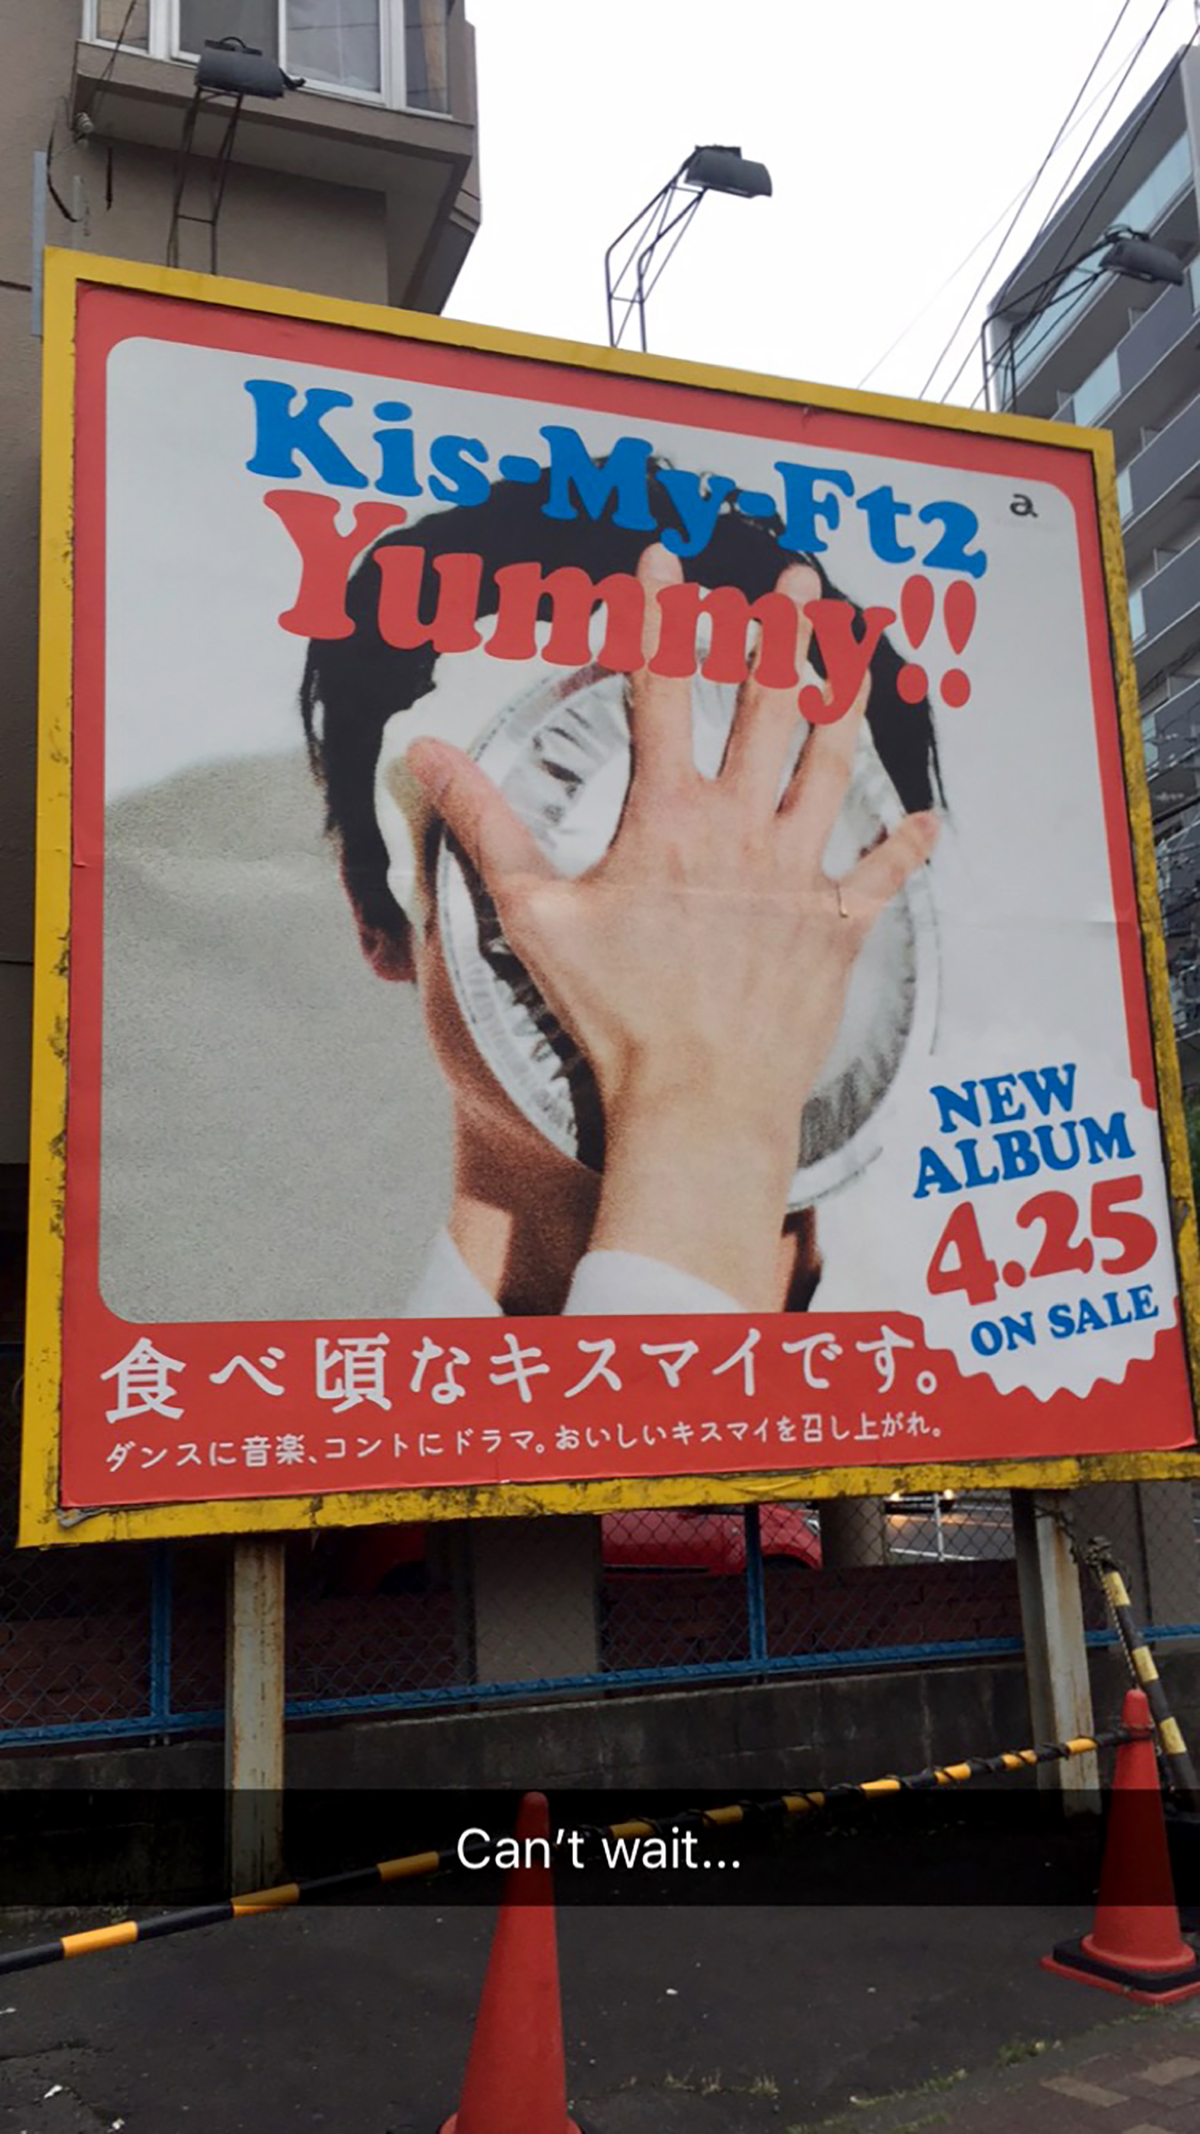 Kis-My-Ft2
a
Yummy!!
NEW
ALBUM
4.25
ON SALE
食べ頃なキスマイです。
ダンスに音楽、コントにドラマ。おいしいキスマイを召し上がれ。
Can't wait...